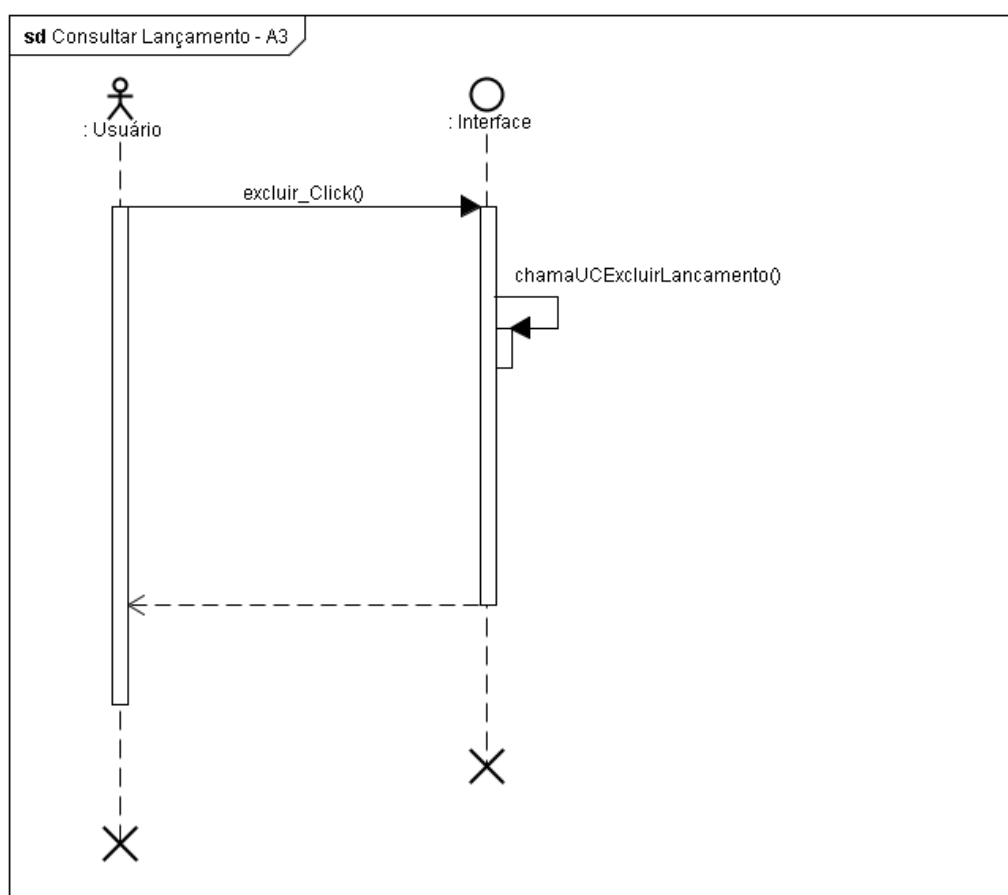 sd Consultar Lançamento - A3
: Usuário
: Interface
excluir_Click()
chamaUCExcluirLancamento()